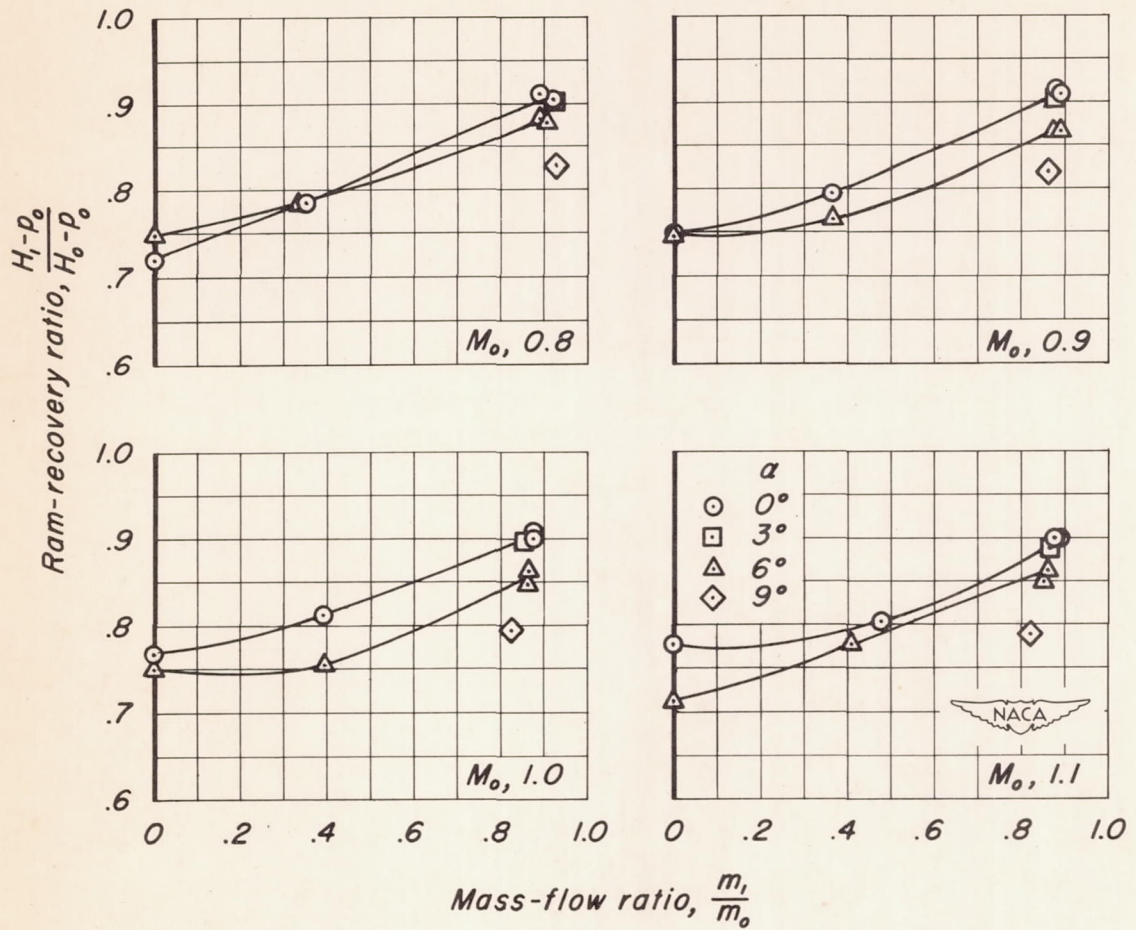 1.0
.9
.8
.7
.6
M₀, 0.8
M₀, 0.9
Ram-recovery ratio, H₁-p₀/H₀-p₀
1.0
.9
.8
.7
.6
M₀, 1.0
α
0°
3°
6°
9°
NACA
M₀, 1.1
0 .2 .4 .6 .8 1.0
0 .2 .4 .6 .8 1.0
Mass-flow ratio, m₁/m₀